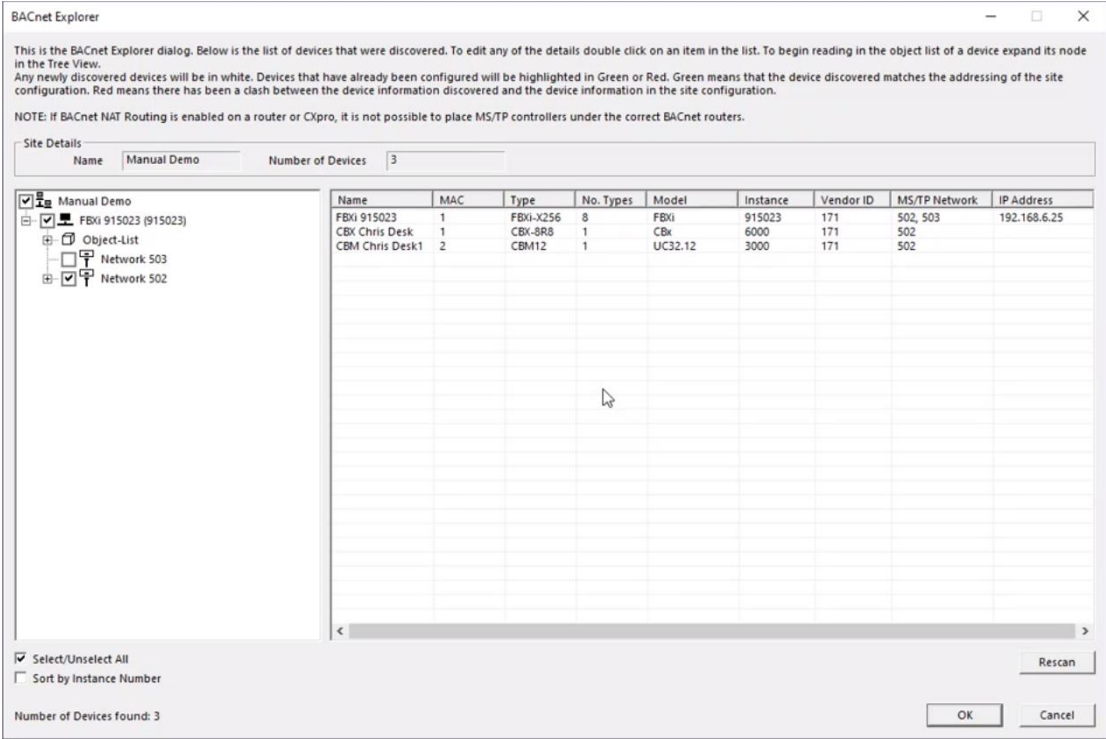 BACnet Explorer
This is the BACnet Explorer dialog. Below is the list of devices that were discovered. To edit any of the details double click on an item in the list. To begin reading in the object list of a device expand its node
in the Tree View.
Any newly discovered devices will be in white. Devices that have already been configured will be highlighted in Green or Red. Green means that the device discovered matches the addressing of the site
configuration. Red means there has been a clash between the device information discovered and the device information in the site configuration.
NOTE: If BACnet NAT Routing is enabled on a router or CXpro, it is not possible to place MS/TP controllers under the correct BACnet routers.
Site Details
Name Manual Demo Number of Devices 3
Manual Demo
FBXi 915023 (915023)
Object-List
Network 503
Network 502
Name MAC Type No. Types Model Instance Vendor ID MS/TP Network IP Address
FBXi 915023 1 FBXi-X256 8 FBXi 915023 171 502, 503 192.168.6.25
CBX Chris Desk 1 CBX-8R8 1 CBx 6000 171 502
CBM Chris Desk1 2 CBM12 1 UC32.12 3000 171 502
Select/Unselect All
Sort by Instance Number
Rescan
Number of Devices found: 3
OK Cancel